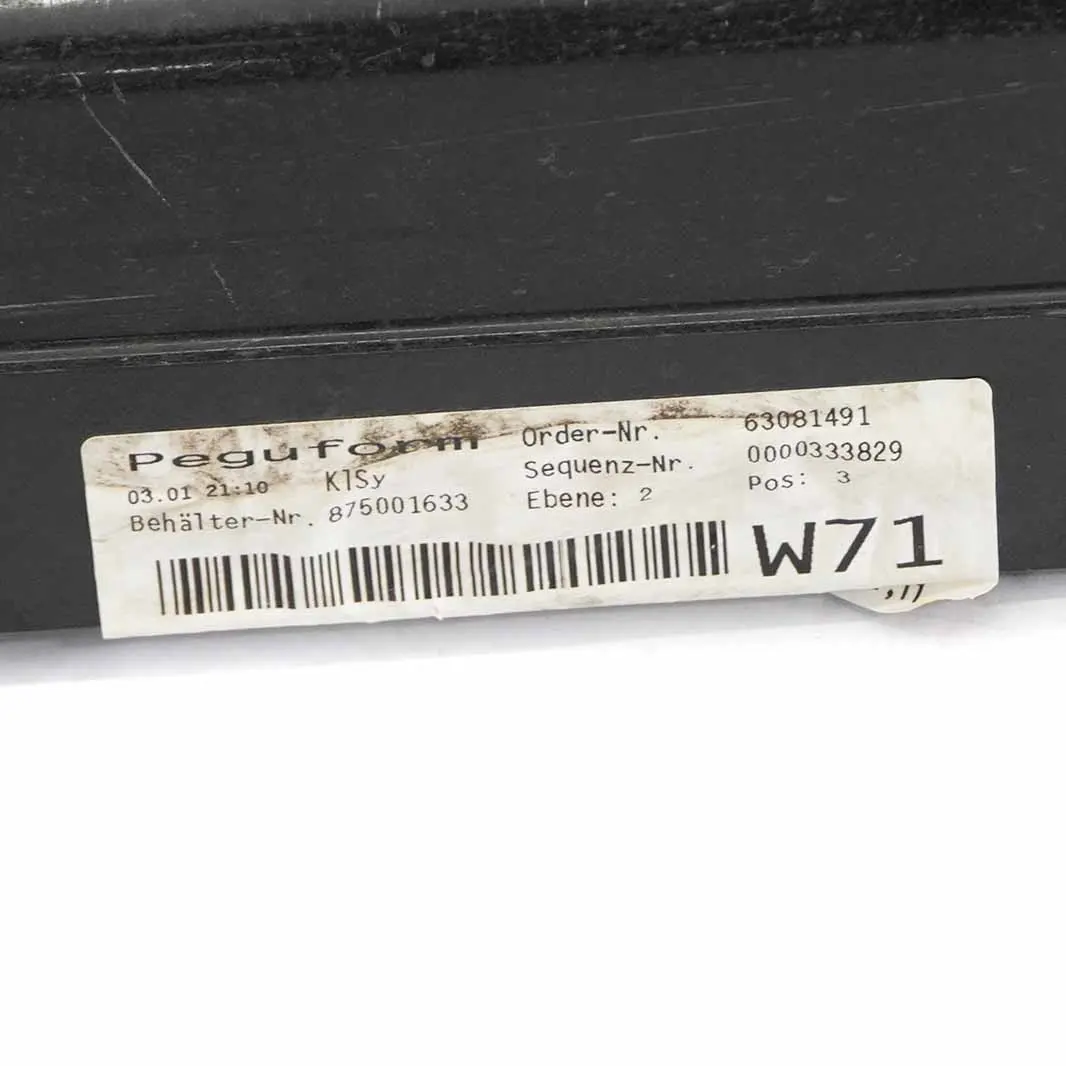 Peguform Order-Nr. 63081491
03.01 21:10 KlSy Sequenz-Nr. 0000333829
Behälter-Nr. 875001633 Ebene: 2 Pos: 3
W71